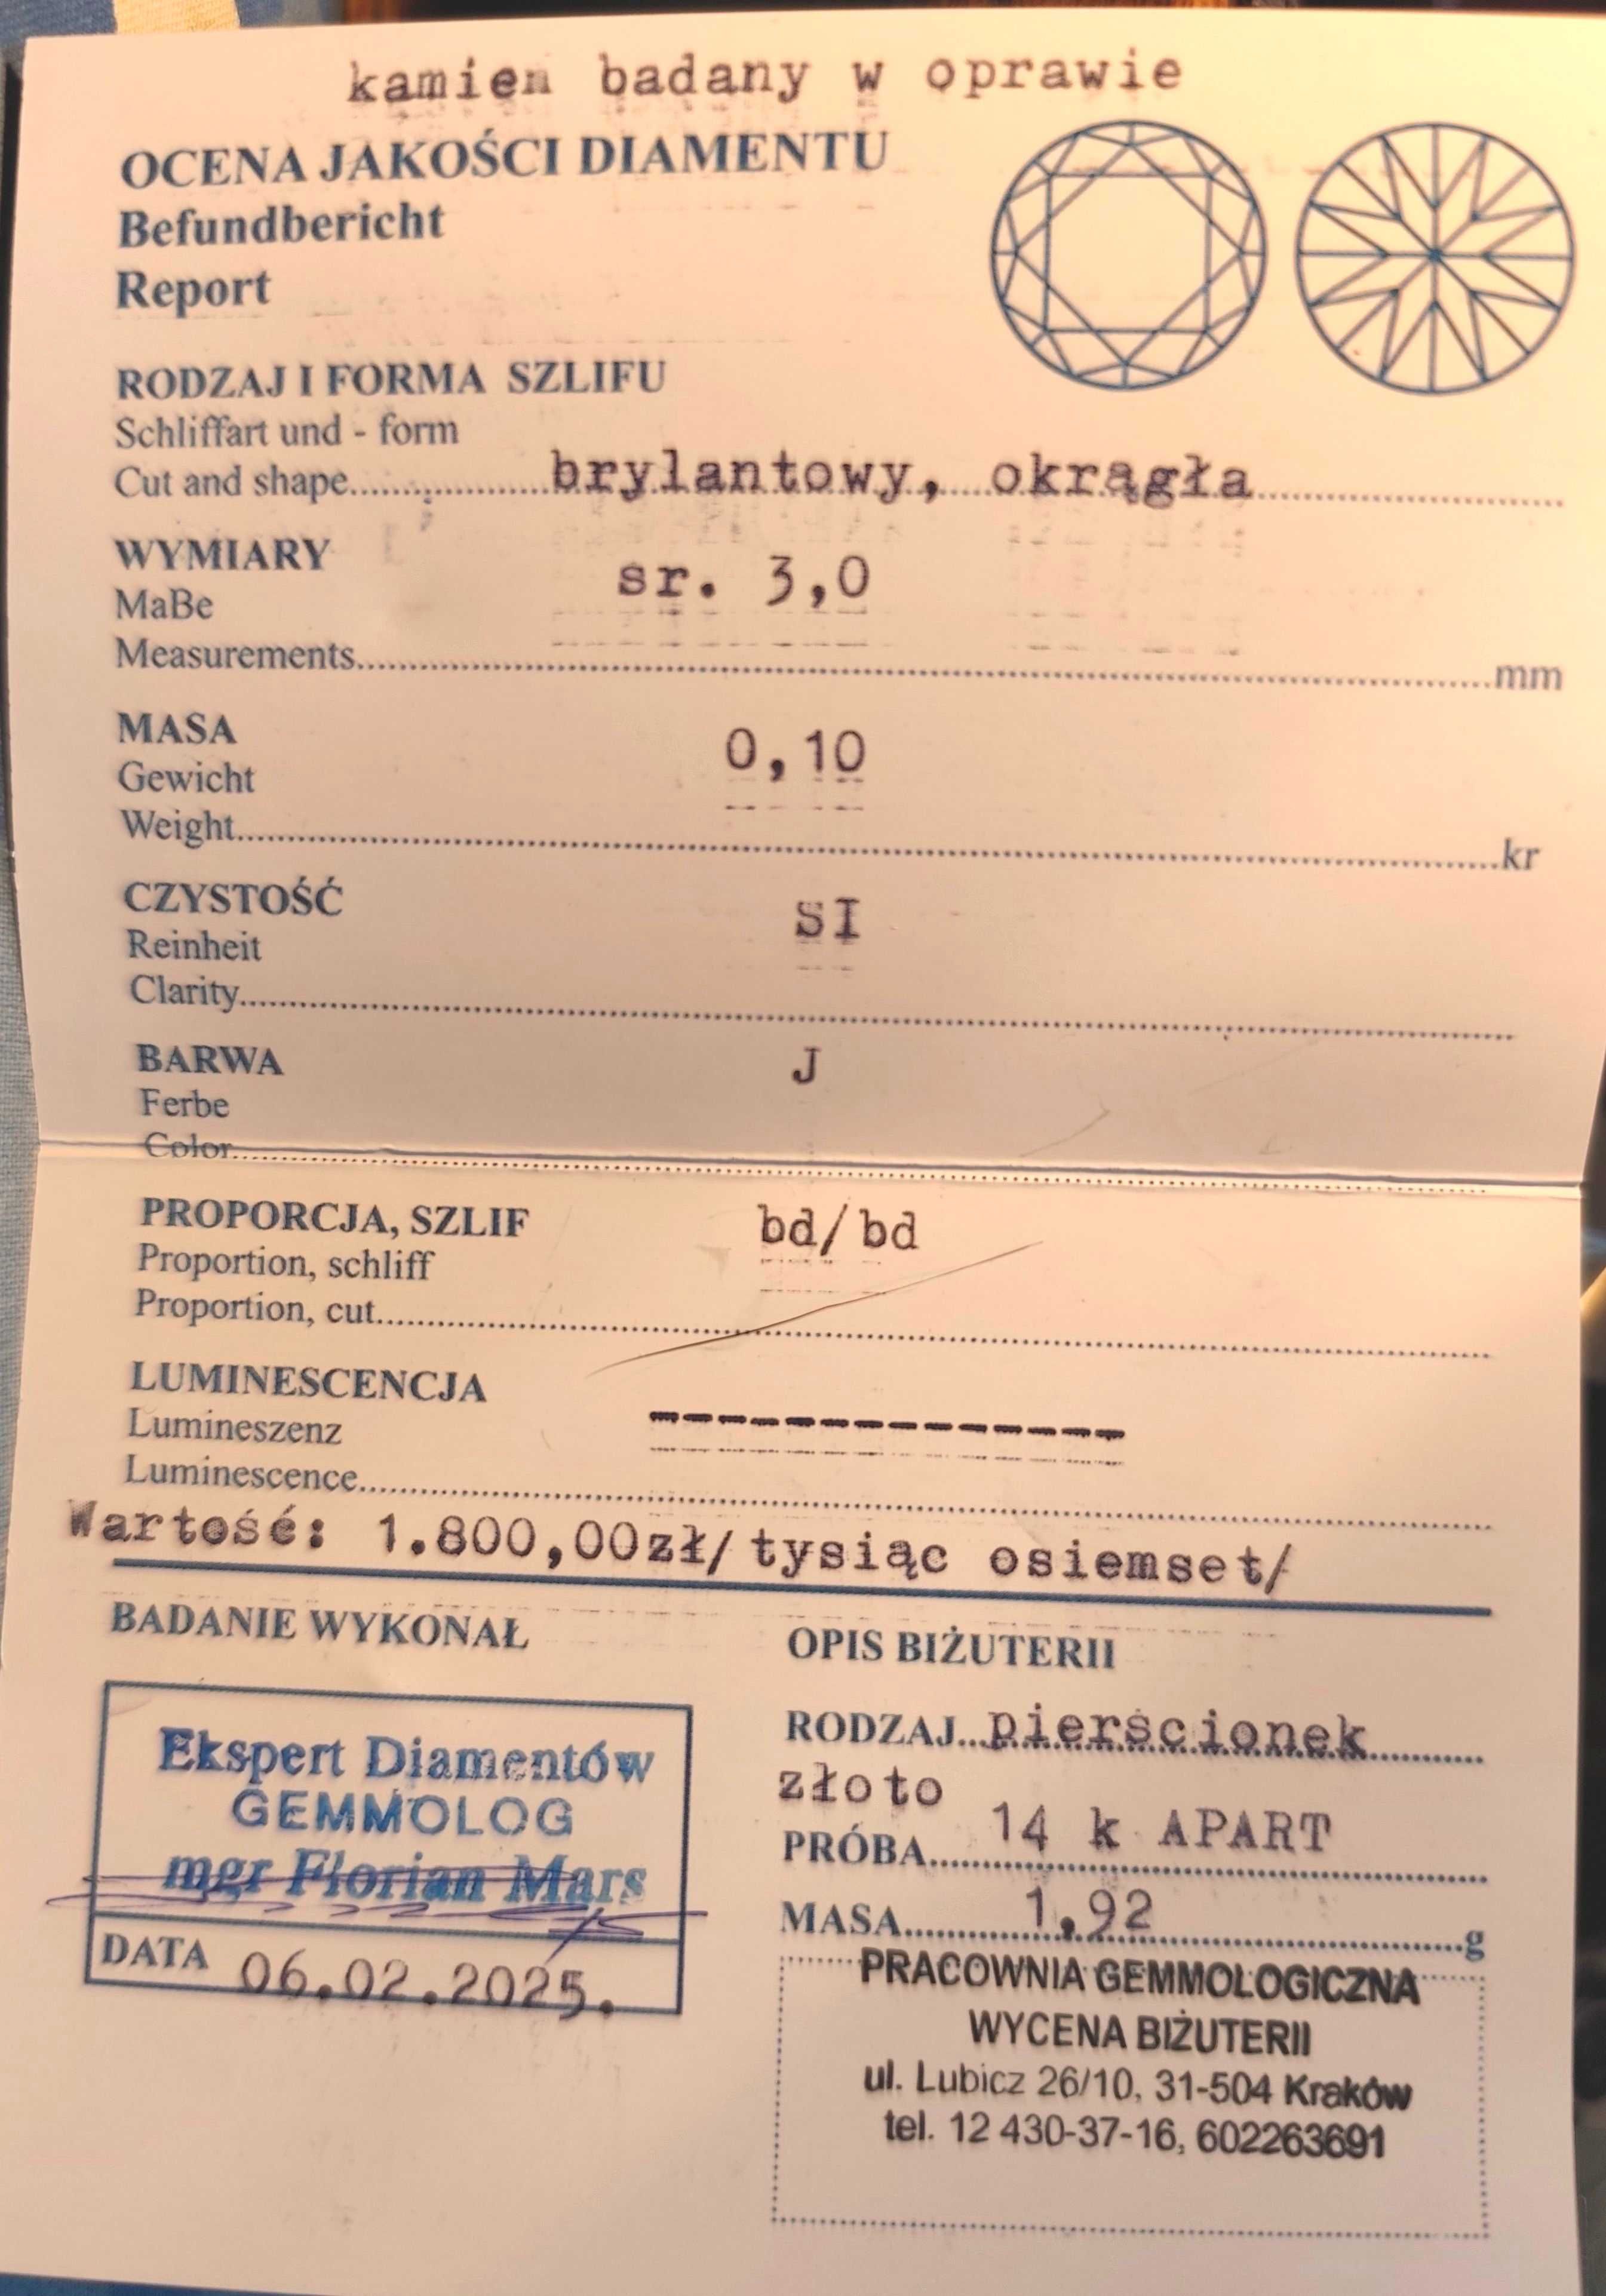 kamien badany w oprawie
OCENA JAKOŚCI DIAMENTU
Befundbericht
Report
RODZAJ I FORMA SZLIFU
Schliffart und - form
Cut and shape brylantowy, okrągła
WYMIARY
MaBe sr. 3,0
Measurements mm
MASA
Gewicht 0,10
Weight kr
CZYSTOŚĆ
Reinheit SI
Clarity
BARWA J
Ferbe
Color
PROPORCJA, SZLIF bd/bd
Proportion, schliff
Proportion, cut
LUMINESCENCJA
Lumineszenz -------------
Luminescence
Wartość: 1.800,00zł/tysiąc osiemset/
BADANIE WYKONAŁ
Ekspert Diamentów
GEMMOLOG
mgr Florian Mars
DATA 06.02.2025.
OPIS BIŻUTERII
RODZAJ pierścionek
złoto
PRÓBA 14 k APART
MASA 1,92 g
PRACOWNIA GEMMOLOGICZNA
WYCENA BIŻUTERII
ul. Lubicz 26/10, 31-504 Kraków
tel. 12 430-37-16, 602263691